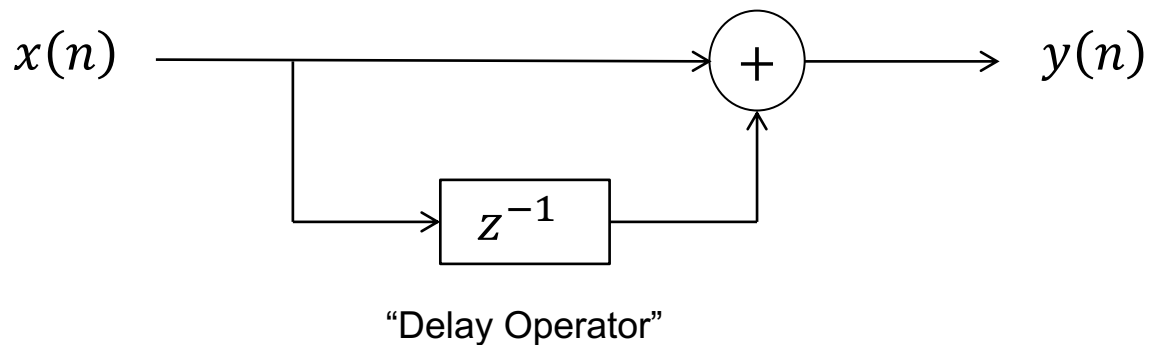 x(n)
+
y(n)
z⁻¹
“Delay Operator”